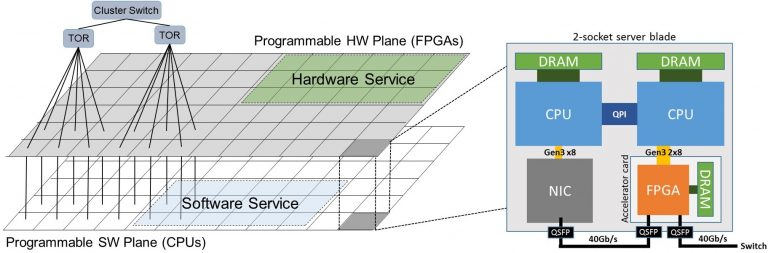 Cluster Switch
TOR
TOR
Programmable HW Plane (FPGAs)
Hardware Service
Software Service
Programmable SW Plane (CPUs)
2-socket server blade
DRAM
DRAM
CPU
QPI
CPU
Gen3 x8
Gen3 2x8
NIC
Accelerator card
FPGA
DRAM
QSFP
QSFP
QSFP
40Gb/s
40Gb/s
Switch